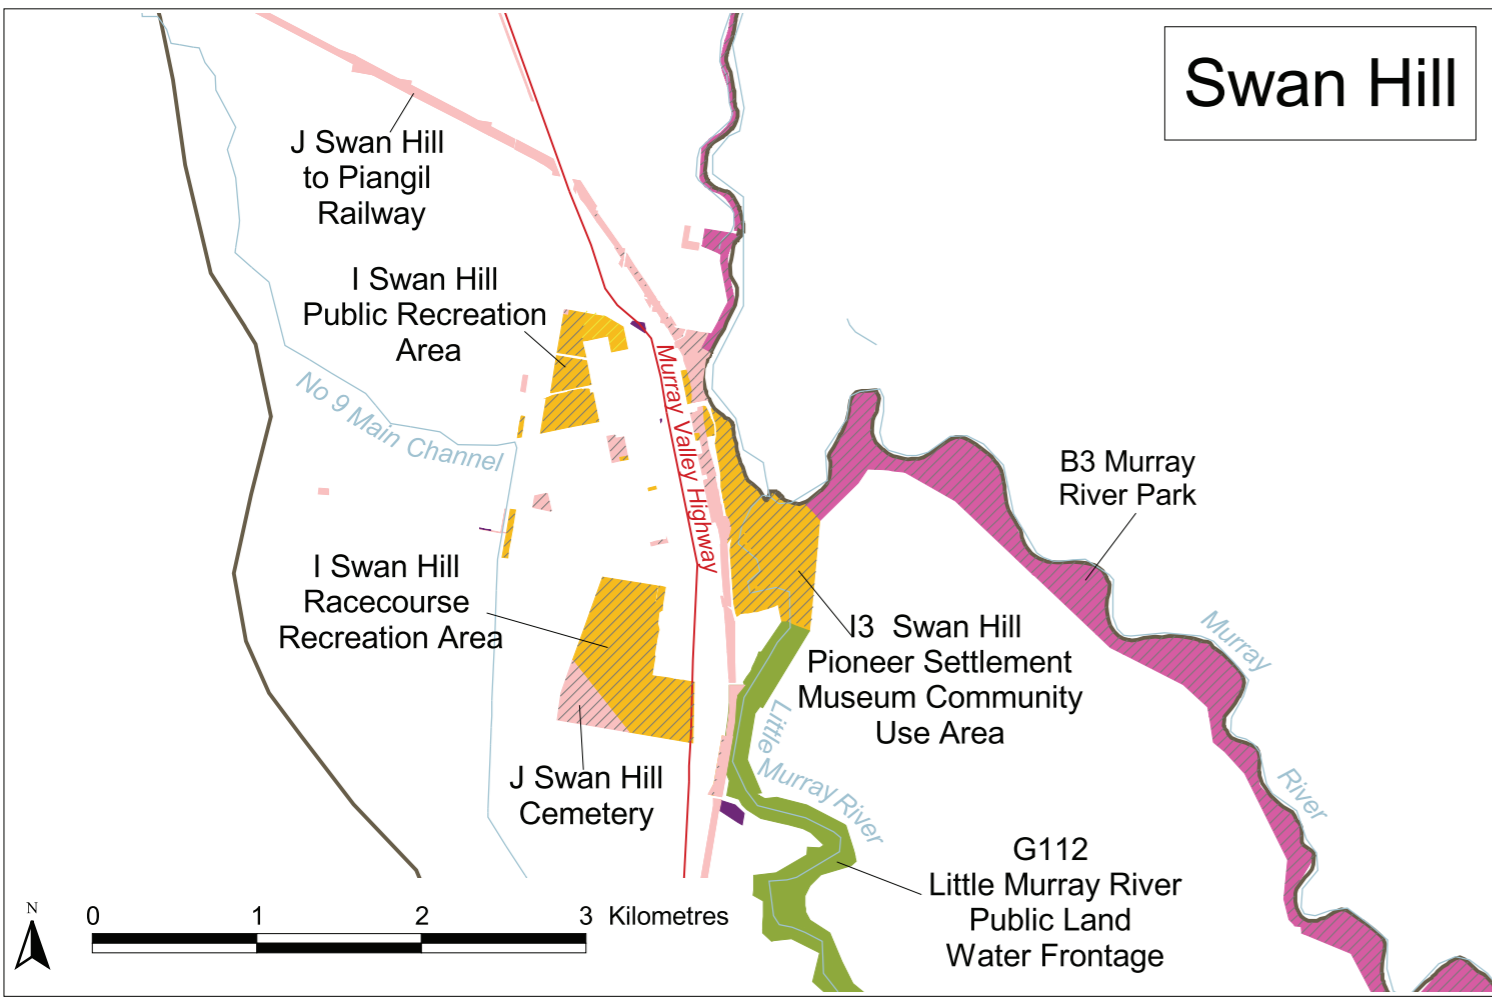 Swan Hill
J Swan Hill
to Piangil
Railway
I Swan Hill
Public Recreation
Area
No 9 Main Channel
Murray Valley Highway
B3 Murray
River Park
I Swan Hill
Racecourse
Recreation Area
I3 Swan Hill
Pioneer Settlement
Museum Community
Use Area
Murray
River
Little
Murray River
J Swan Hill
Cemetery
G112
Little Murray River
Public Land
Water Frontage
N
0 1 2 3 Kilometres